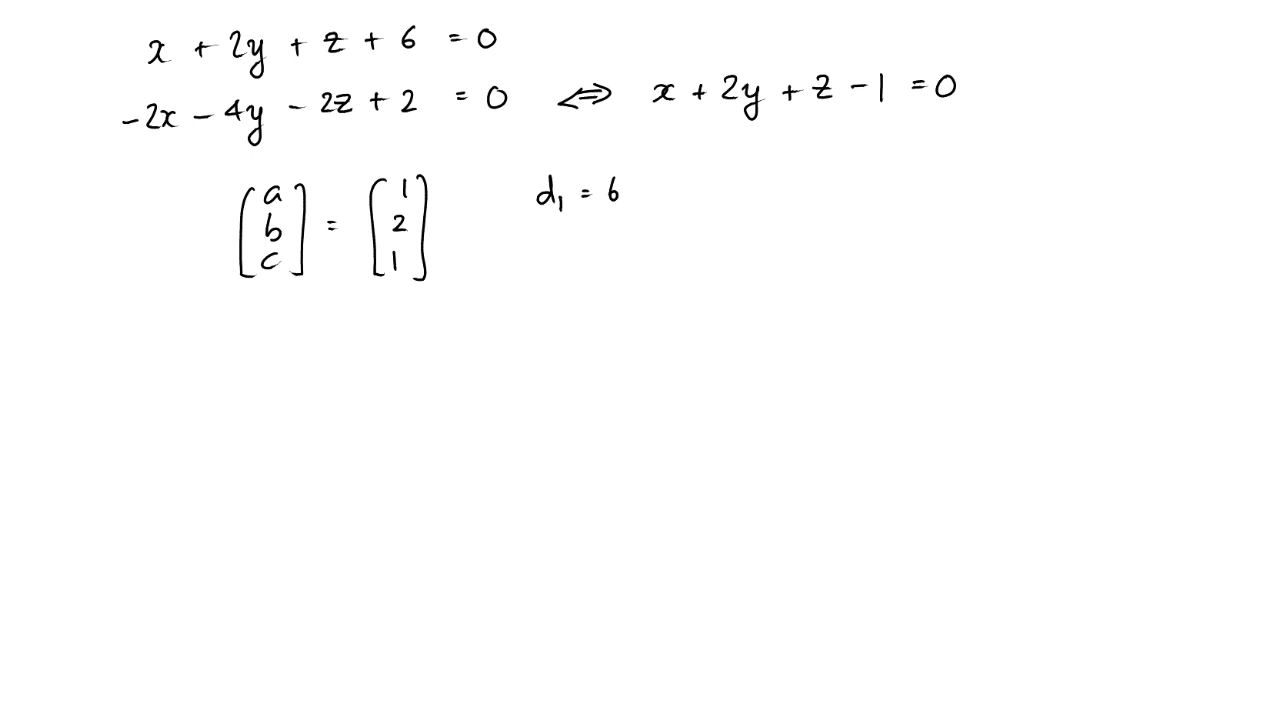 x + 2y + z + 6 = 0
-2x - 4y - 2z + 2 = 0 ⇔ x + 2y + z - 1 = 0
[a b c] = [1 2 1] d₁ = 6